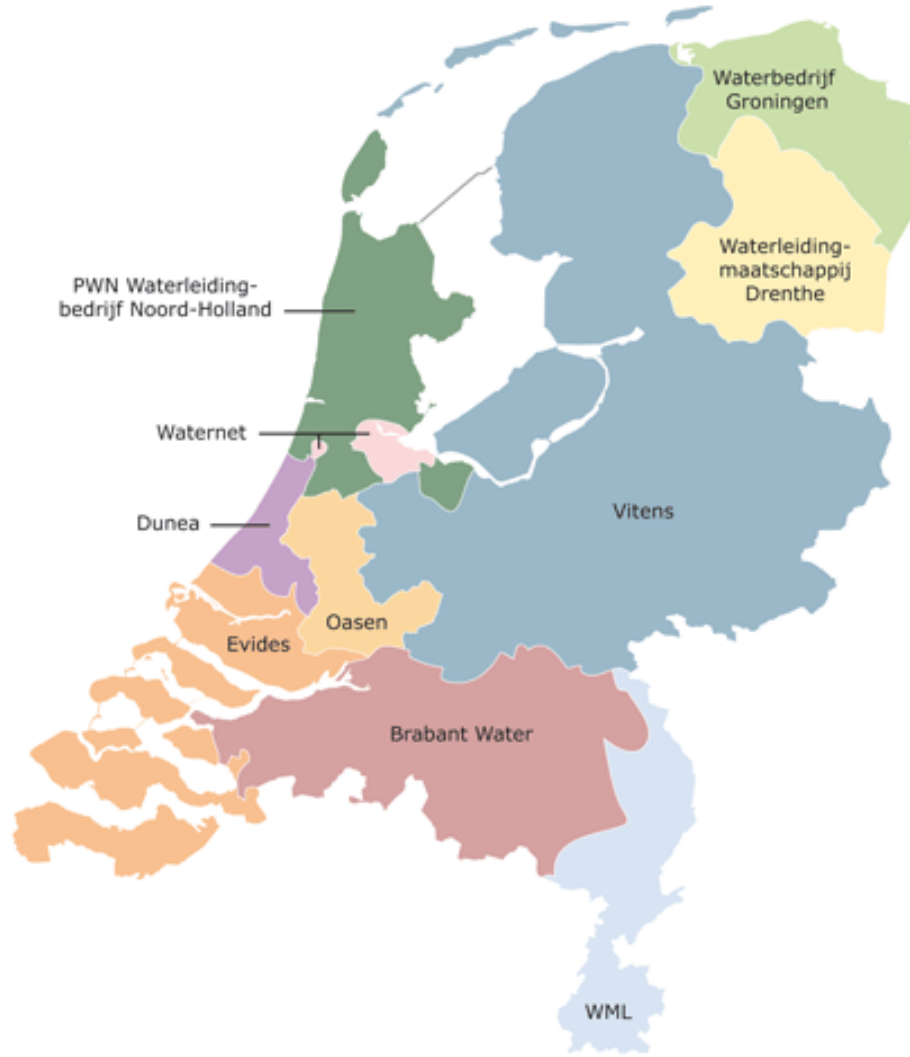 Waterbedrijf
Groningen
Waterleiding-
maatschappij
Drenthe
PWN Waterleiding-
bedrijf Noord-Holland
Waternet
Vitens
Dunea
Oasen
Evides
Brabant Water
WML